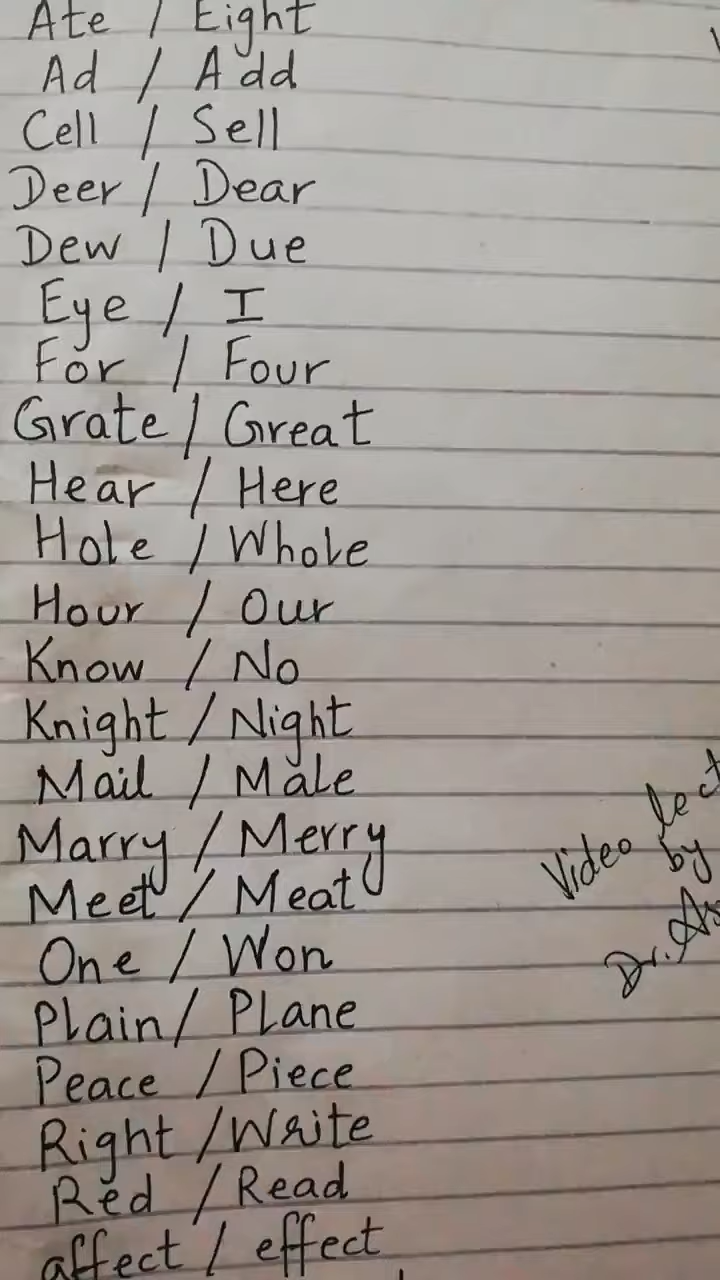 Ate / Eight
Ad / Add
Cell / Sell
Deer / Dear
Dew / Due
Eye / I
For / Four
Grate / Great
Hear / Here
Hole / Whole
Hour / Our
Know / No
Knight / Night
Mail / Male
Marry / Merry
Meet / Meat
One / Won
Plain / Plane
Peace / Piece
Right / Write
Red / Read
affect / effect
Video lect
by
Dr.